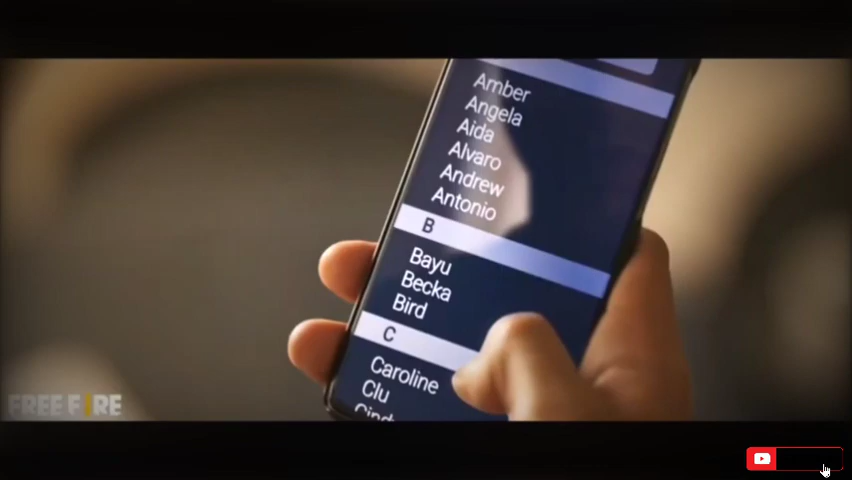 Amber
Angela
Aida
Alvaro
Andrew
Antonio
B
Bayu
Becka
Bird
C
Caroline
Clu
FREE FIRE